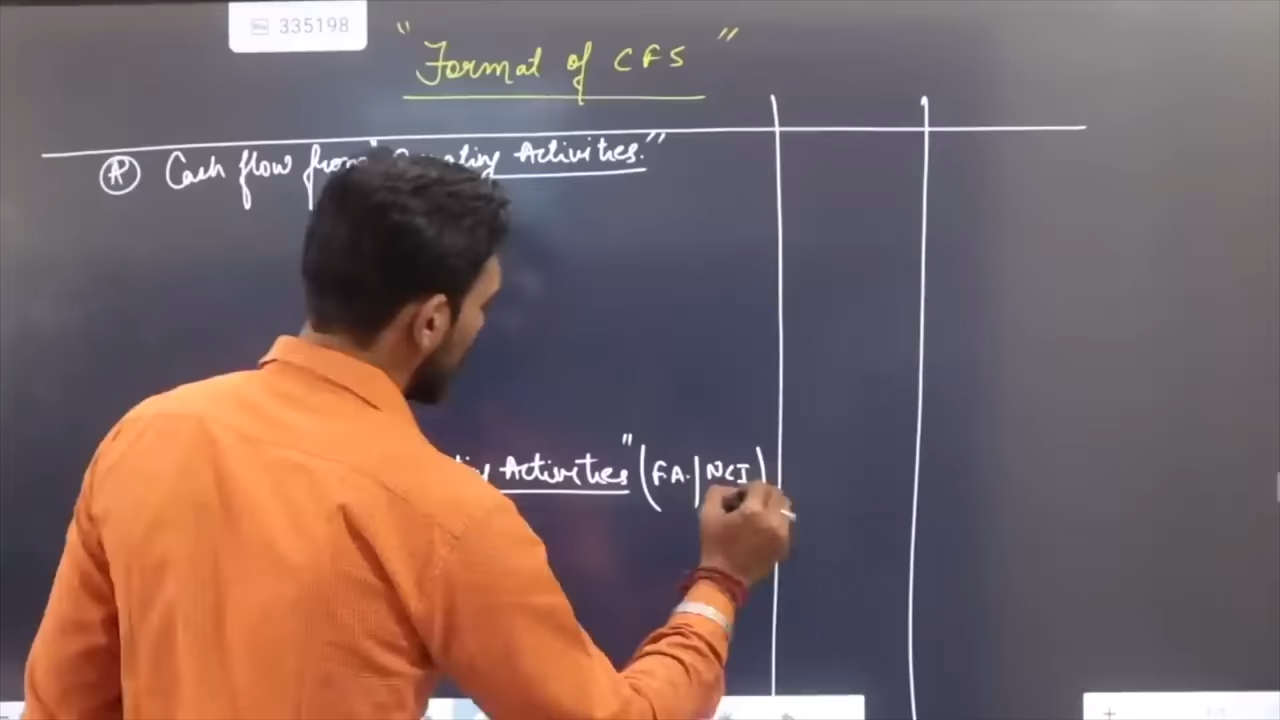 335198
"Format of CFS"
(A) Cash flow from Activities."
Activities" (F.A. | NCI)